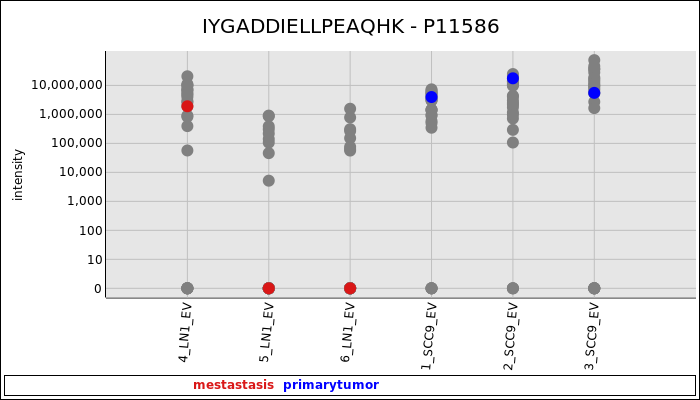 IYGADDIELLPEAQHK - P11586
intensity
10,000,000
1,000,000
100,000
10,000
1,000
100
10
0
4_LN1_EV
5_LN1_EV
6_LN1_EV
1_SCC9_EV
2_SCC9_EV
3_SCC9_EV
mestastasis primarytumor